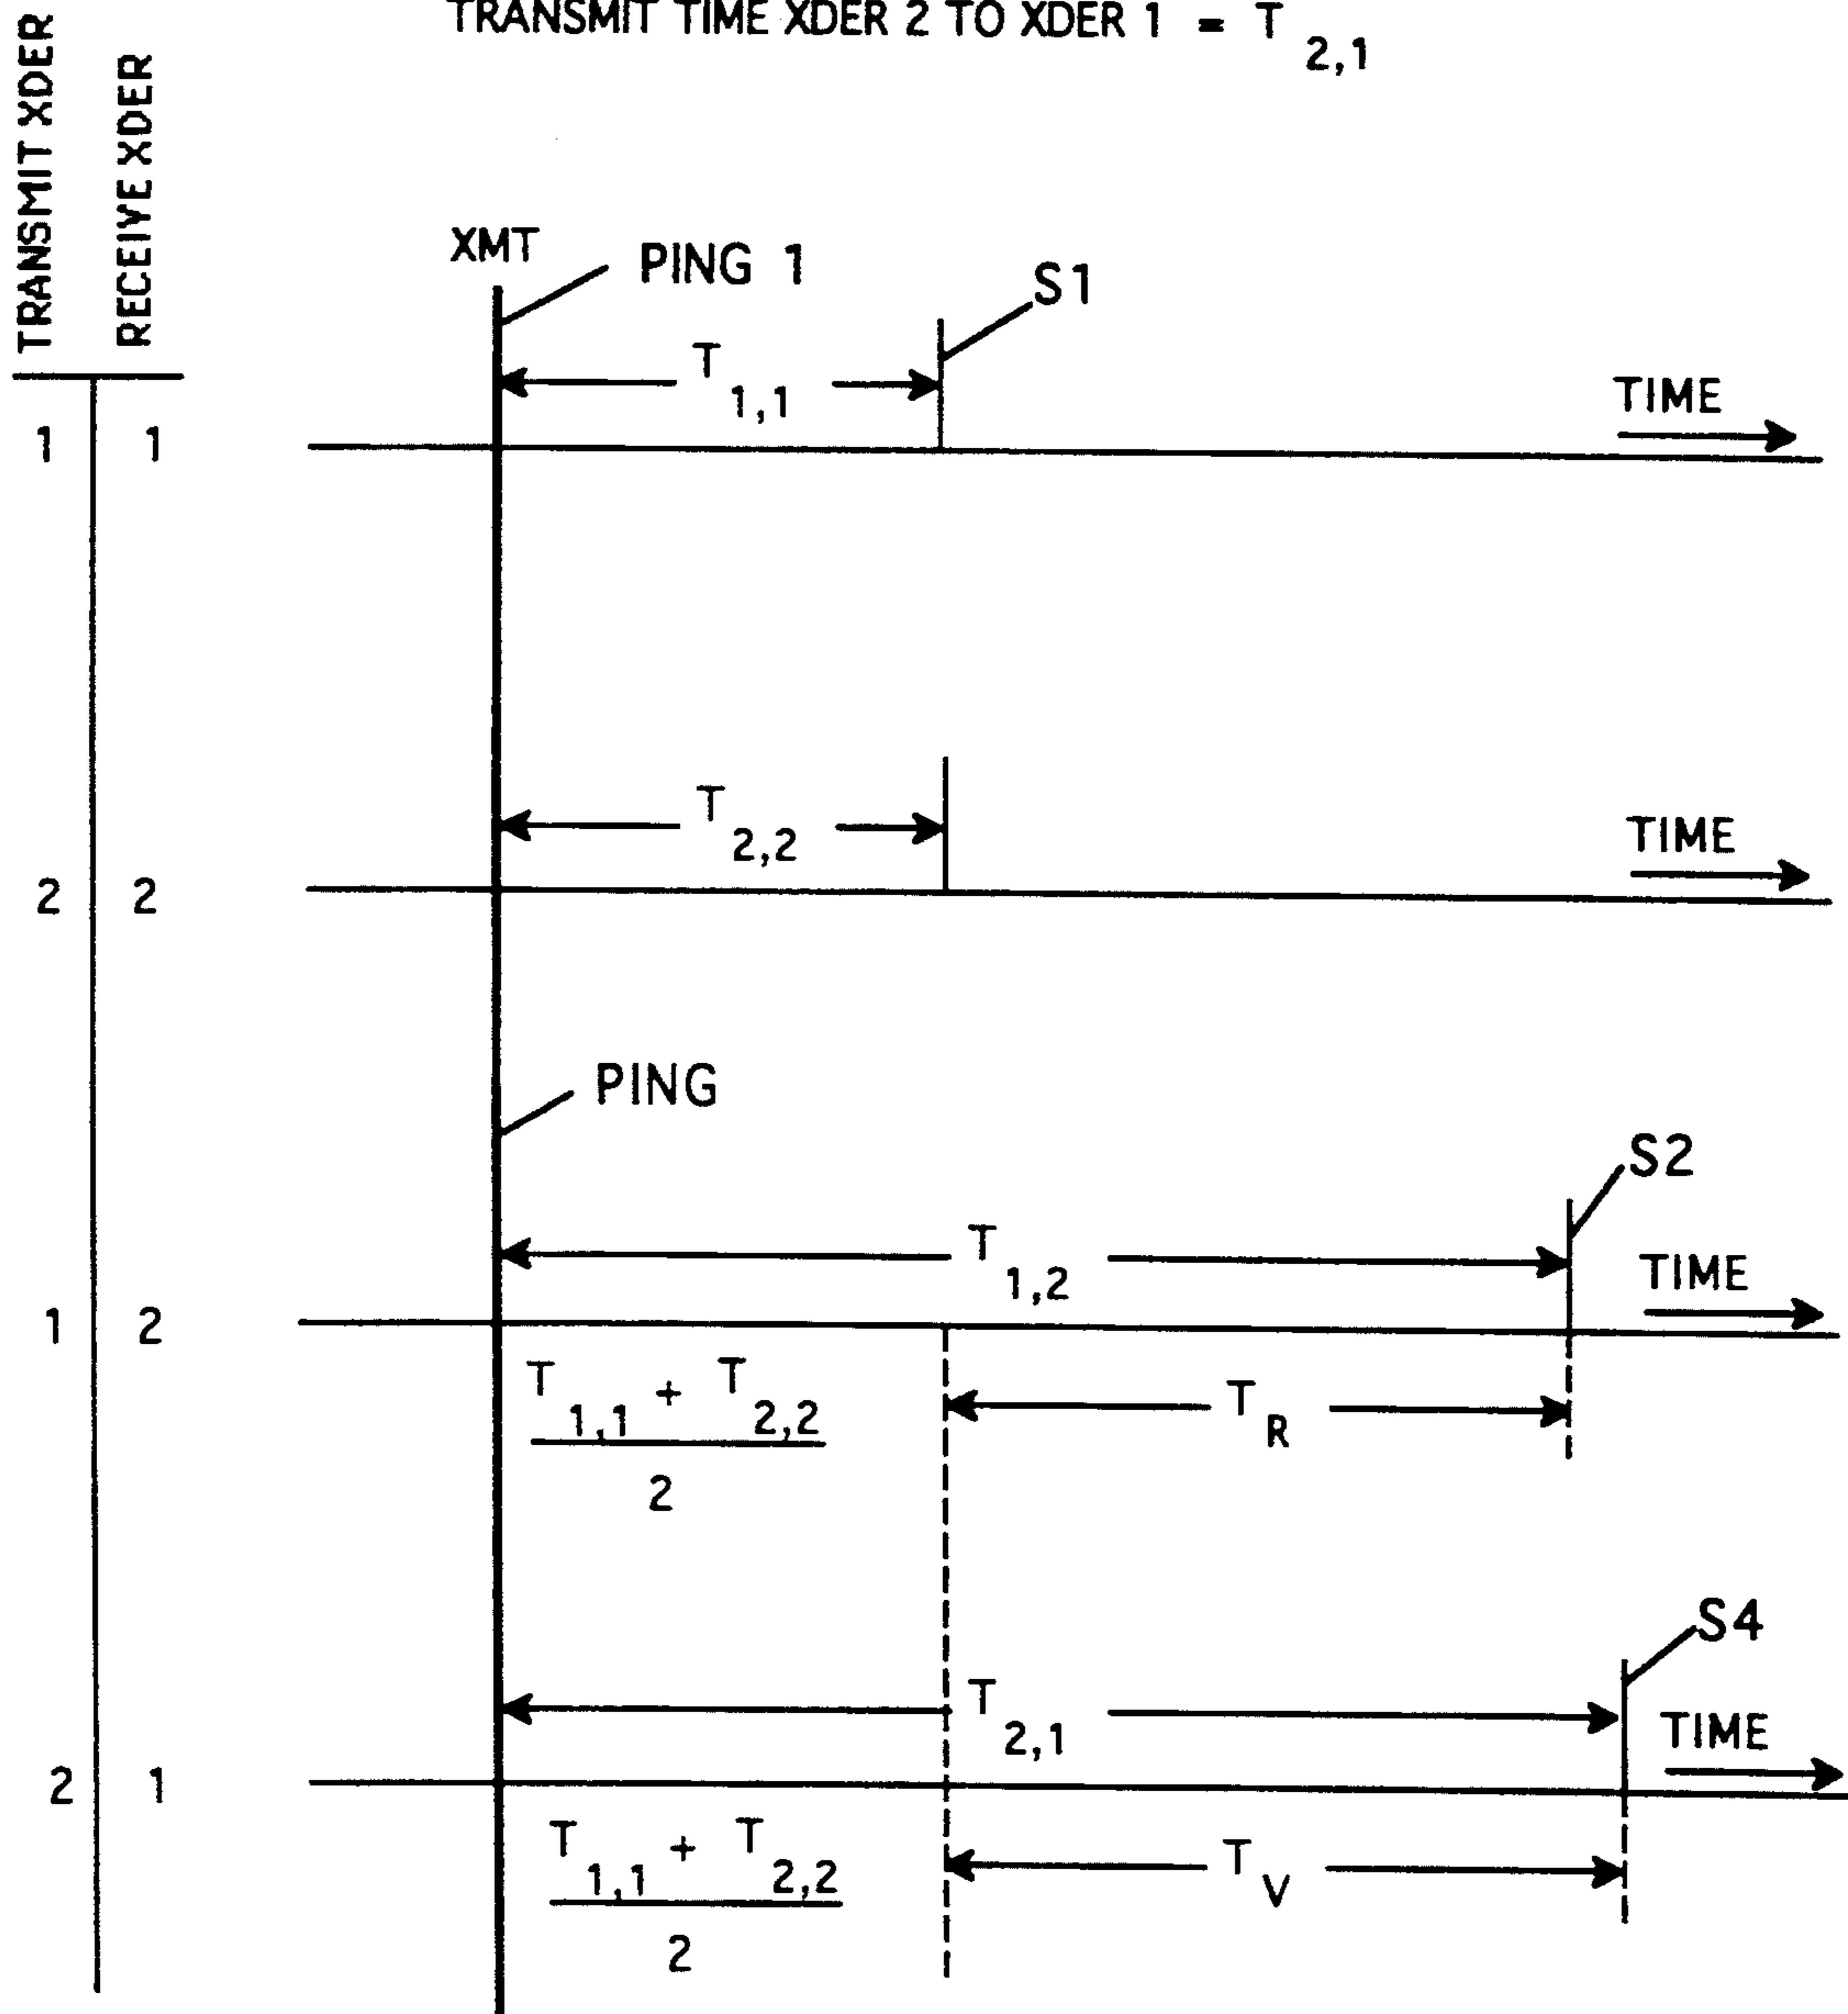 TRANSMIT TIME XDER 2 TO XDER 1 = T 2,1
TRANSMIT XDER
RECEIVE XDER
XMT
PING 1
S1
T 1,1
TIME
1 1
T 2,2
TIME
2 2
PING
S2
T 1,2
TIME
1 2
T 1,1 + T 2,2
2
T R
S4
T 2,1
TIME
2 1
T 1,1 + T 2,2
2
T V